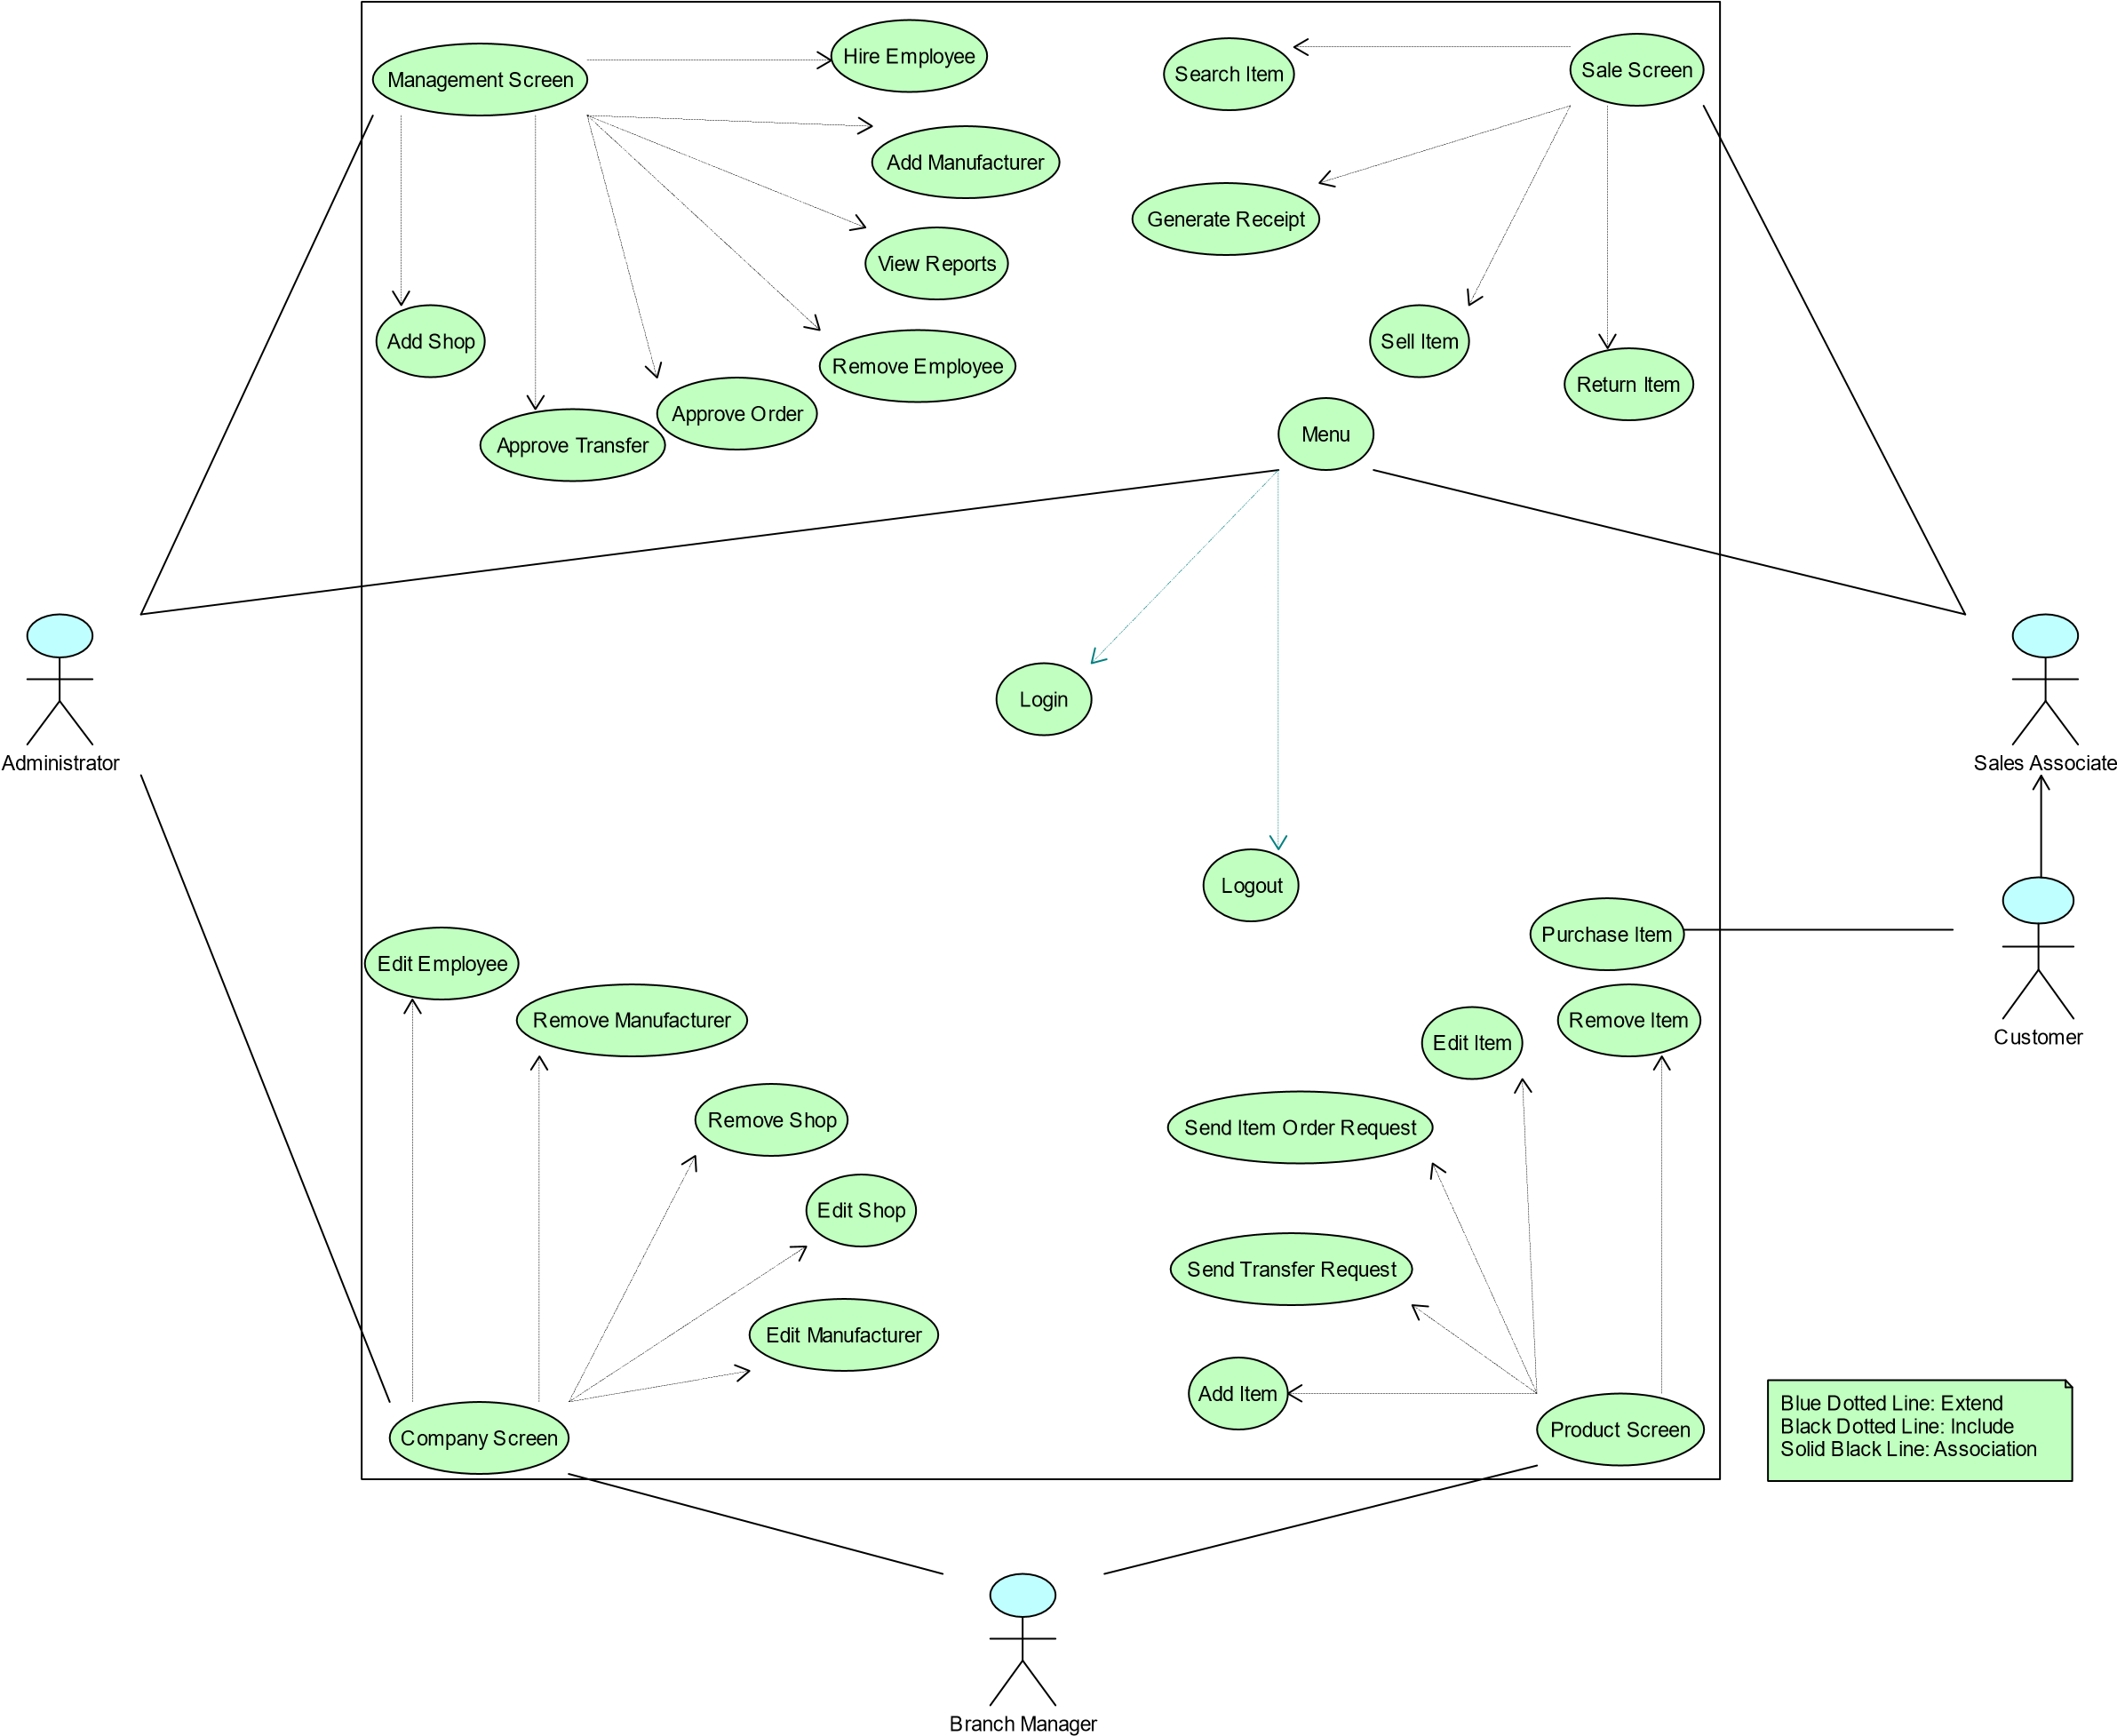 Hire Employee
Management Screen
Search Item
Sale Screen
Add Manufacturer
Generate Receipt
View Reports
Add Shop
Sell Item
Remove Employee
Return Item
Approve Order
Approve Transfer
Menu
Login
Administrator
Sales Associate
Logout
Purchase Item
Edit Employee
Remove Manufacturer
Remove Item
Edit Item
Customer
Remove Shop
Send Item Order Request
Edit Shop
Send Transfer Request
Edit Manufacturer
Add Item
Company Screen
Product Screen
Blue Dotted Line: Extend
Black Dotted Line: Include
Solid Black Line: Association
Branch Manager